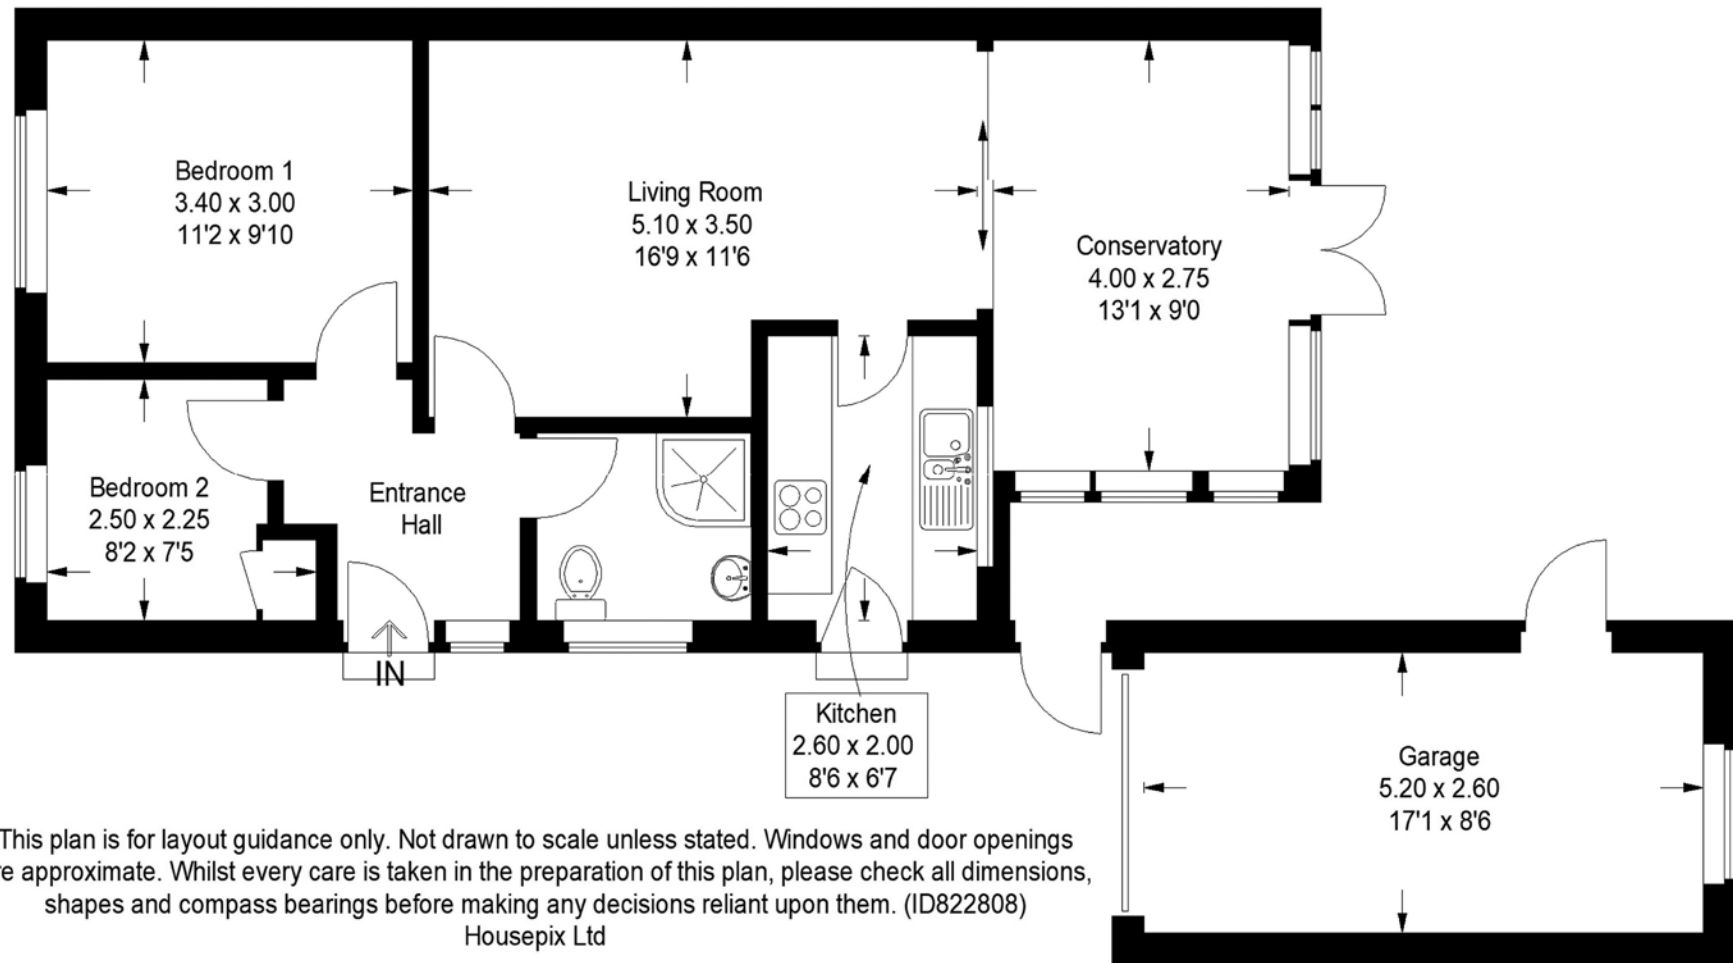 Bedroom 1
3.40 x 3.00
11'2 x 9'10
Living Room
5.10 x 3.50
16'9 x 11'6
Conservatory
4.00 x 2.75
13'1 x 9'0
Bedroom 2
2.50 x 2.25
8'2 x 7'5
Entrance
Hall
IN
Kitchen
2.60 x 2.00
8'6 x 6'7
Garage
5.20 x 2.60
17'1 x 8'6
This plan is for layout guidance only. Not drawn to scale unless stated. Windows and door openings
e approximate. Whilst every care is taken in the preparation of this plan, please check all dimensions,
shapes and compass bearings before making any decisions reliant upon them. (ID822808)
Housepix Ltd